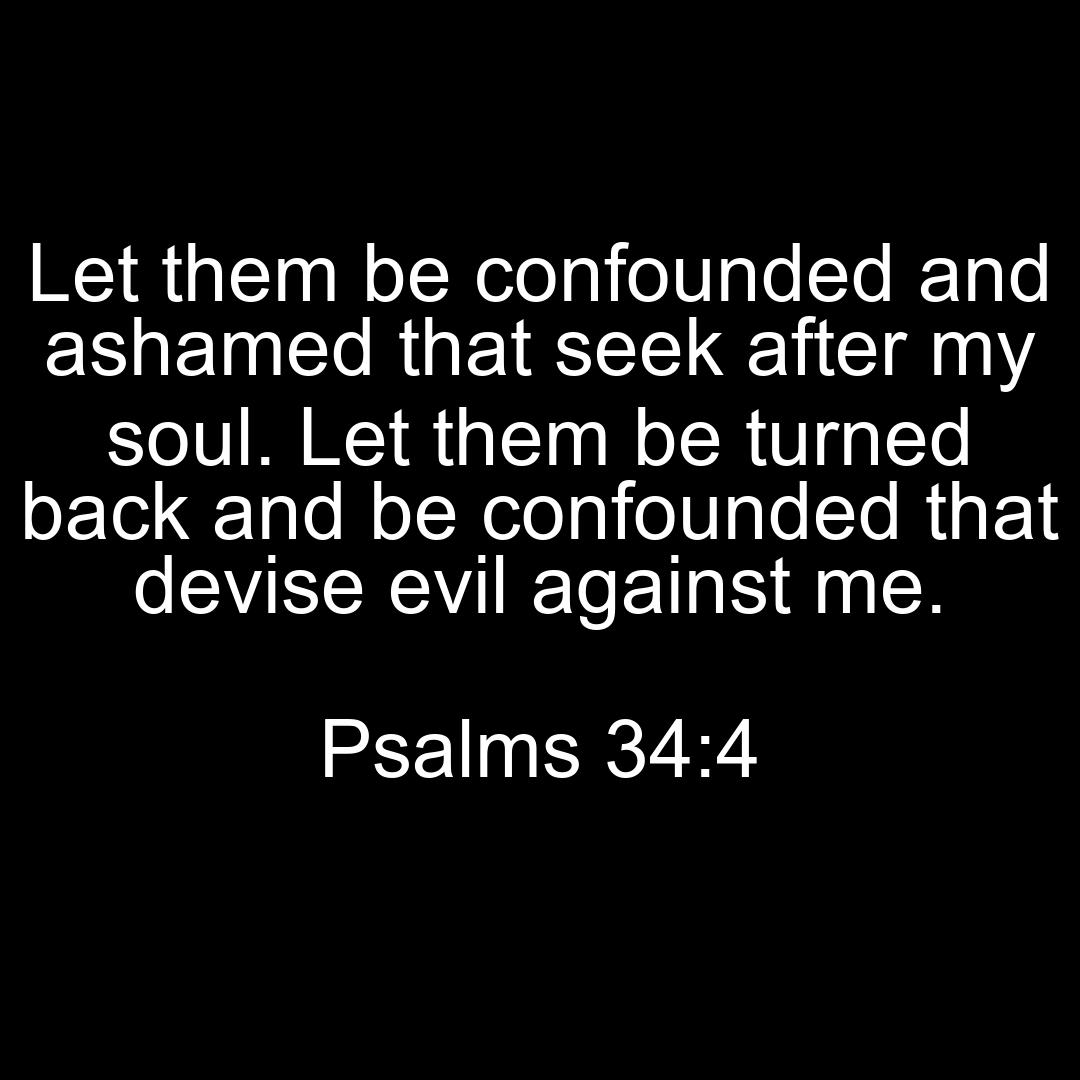 Let them be confounded and
ashamed that seek after my
soul. Let them be turned
back and be confounded that
devise evil against me.
Psalms 34:4